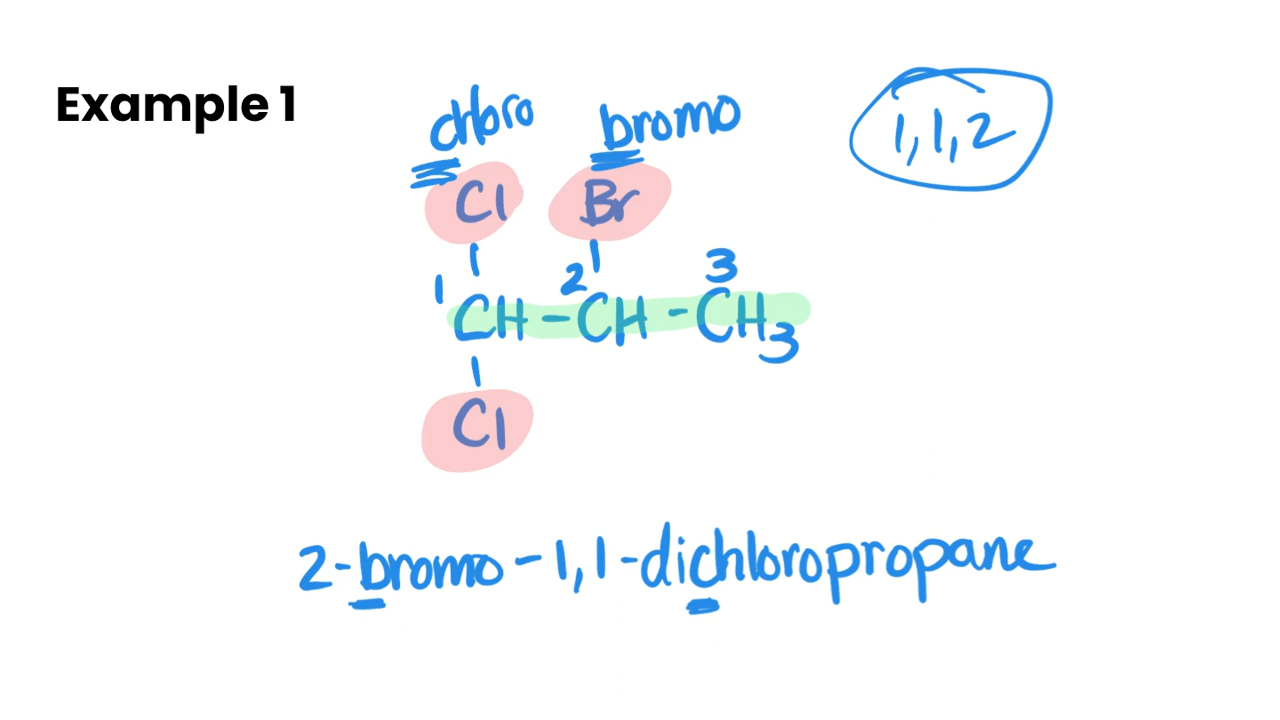 Example 1
chloro bromo
1,1,2
Cl Br
1 2 3
CH-CH-CH3
Cl
2-bromo-1,1-dichloropropane